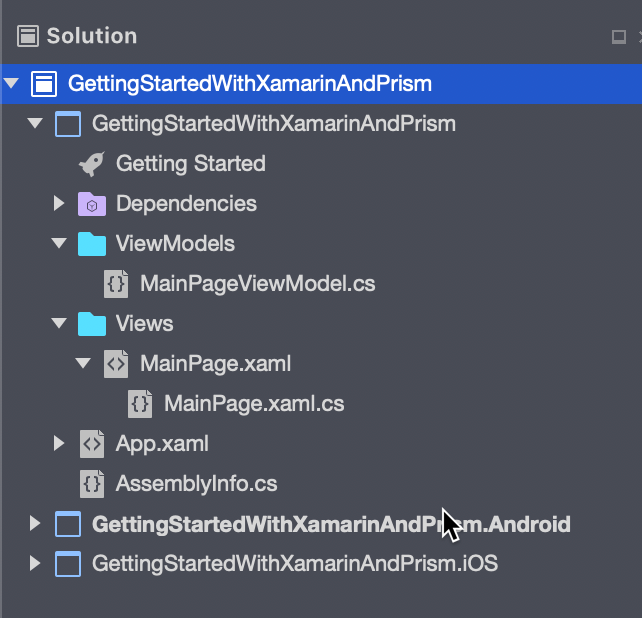 Solution
GettingStartedWithXamarinAndPrism
GettingStartedWithXamarinAndPrism
Getting Started
Dependencies
ViewModels
MainPageViewModel.cs
Views
MainPage.xaml
MainPage.xaml.cs
App.xaml
AssemblyInfo.cs
GettingStartedWithXamarinAndPrism.Android
GettingStartedWithXamarinAndPrism.iOS